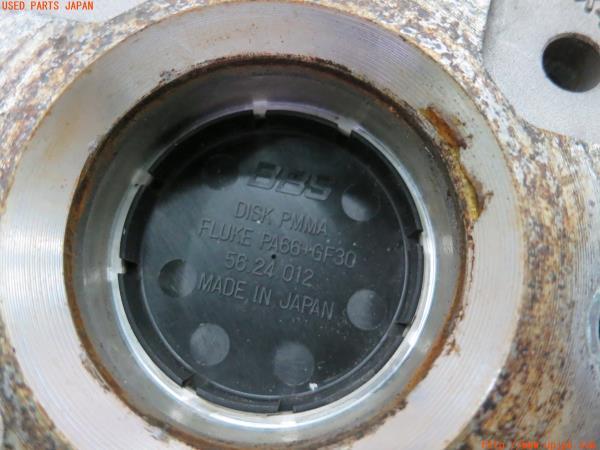 USED PARTS JAPAN
BBS
DISK PMMA
FLUKE PA66+GF30
56.24 012
MADE IN JAPAN